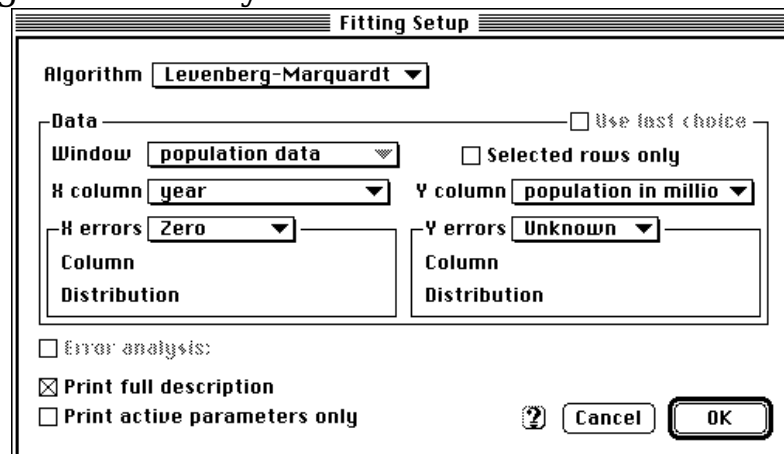 Fitting Setup
Algorithm Levenberg-Marquardt
Data Use last choice
Window population data Selected rows only
X column year Y column population in millio
X errors Zero Y errors Unknown
Column Column
Distribution Distribution
Error analysis:
Print full description
Print active parameters only ? Cancel OK